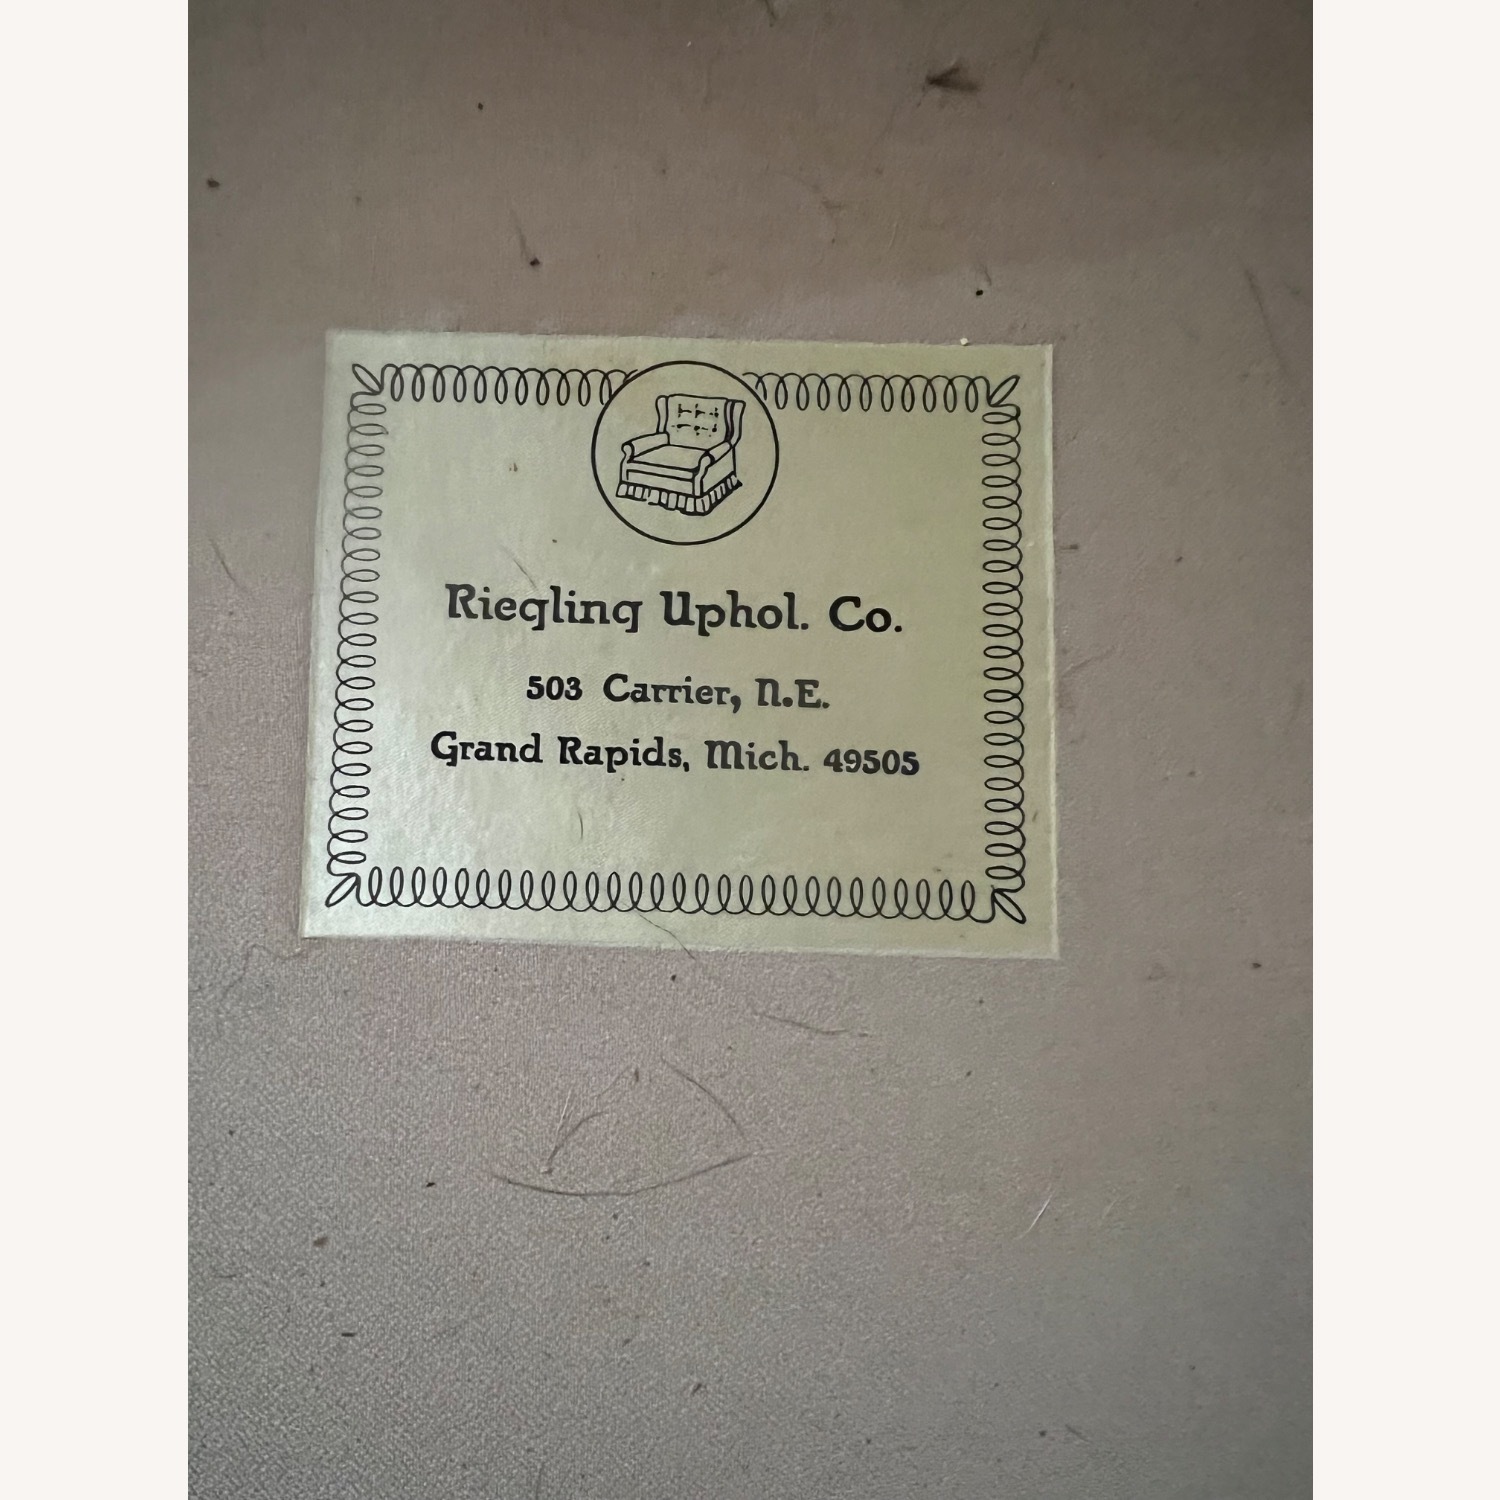 Riegling Uphol. Co.
503 Carrier, N.E.
Grand Rapids, Mich. 49505